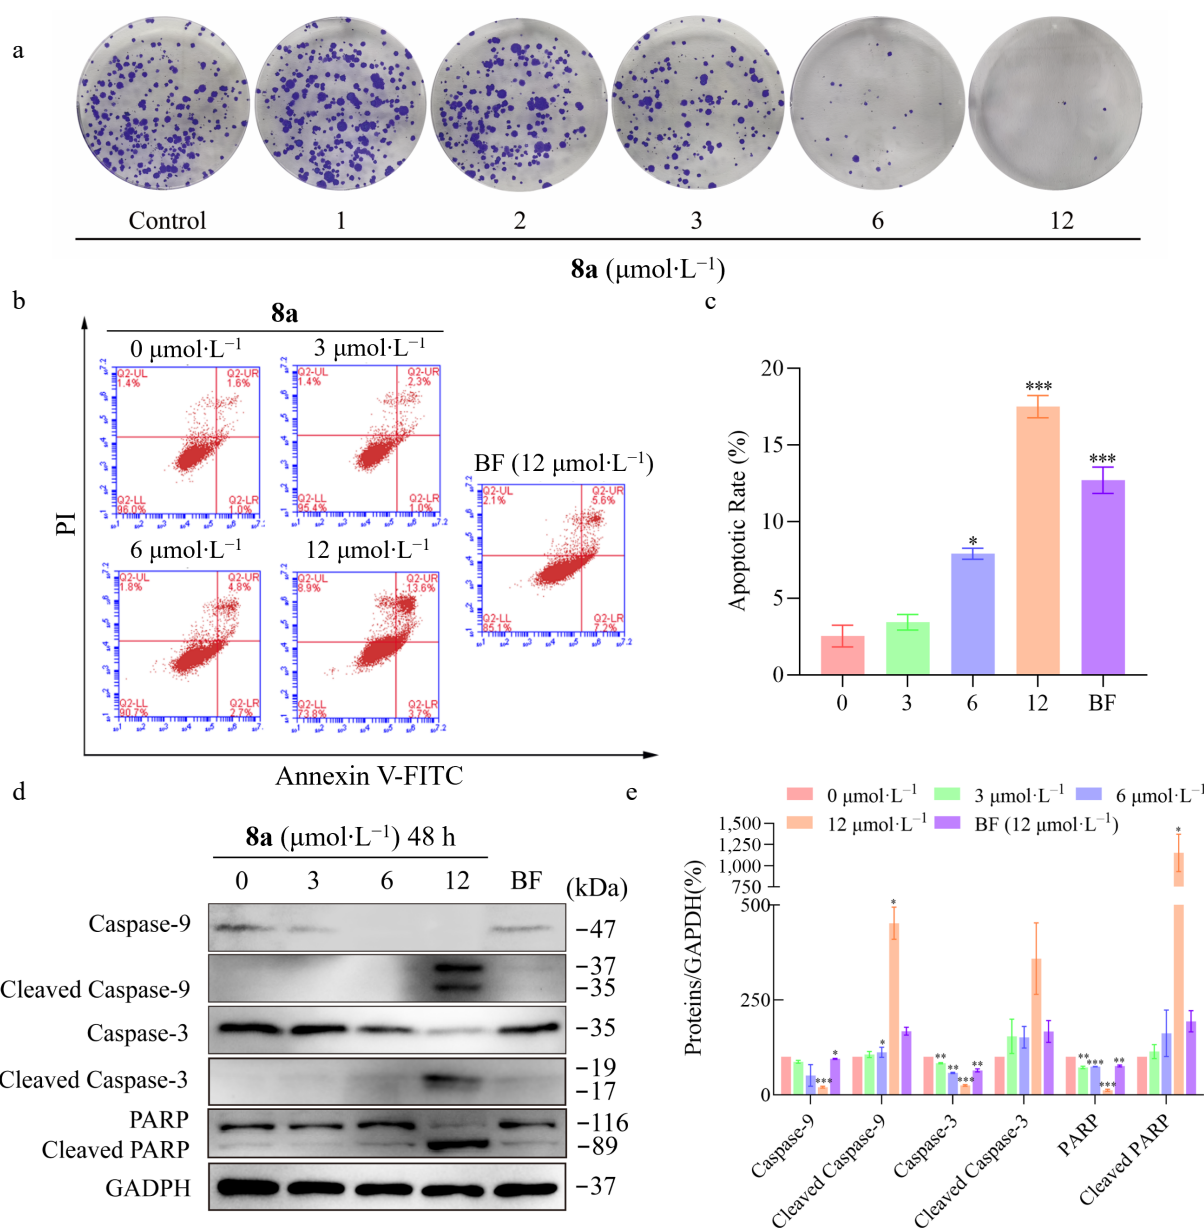 a
Control 1 2 3 6 12
8a (μmol·L−1)
b
8a
0 μmol·L−1 3 μmol·L−1
Q2-UL Q2-UR
1.4% 1.6%
Q2-LL Q2-LR
96.0% 1.0%
Q2-UL Q2-UR
1.4% 2.3%
Q2-LL Q2-LR
95.4% 1.0%
BF (12 μmol·L−1)
Q2-UL Q2-UR
2.1% 5.6%
Q2-LL Q2-LR
85.1% 7.2%
6 μmol·L−1 12 μmol·L−1
Q2-UL Q2-UR
1.8% 4.8%
Q2-LL Q2-LR
90.7% 2.7%
Q2-UL Q2-UR
8.9% 13.6%
Q2-LL Q2-LR
73.8% 3.7%
PI
Annexin V-FITC
c
Apoptotic Rate (%)
20
15
10
5
0
* *** ***
0 3 6 12 BF
d
8a (μmol·L−1) 48 h
0 3 6 12 BF (kDa)
Caspase-9 −47
−37
Cleaved Caspase-9 −35
Caspase-3 −35
Cleaved Caspase-3 −19
−17
PARP −116
Cleaved PARP −89
GADPH −37
e
0 μmol·L−1 3 μmol·L−1 6 μmol·L−1
12 μmol·L−1 BF (12 μmol·L−1)
Proteins/GAPDH(%)
1,500
1,250
1,000
750
500
250
0
*** * * * ** ** *** ** ** *** *** ** *
Caspase-9
Cleaved Caspase-9
Caspase-3
Cleaved Caspase-3
PARP
Cleaved PARP